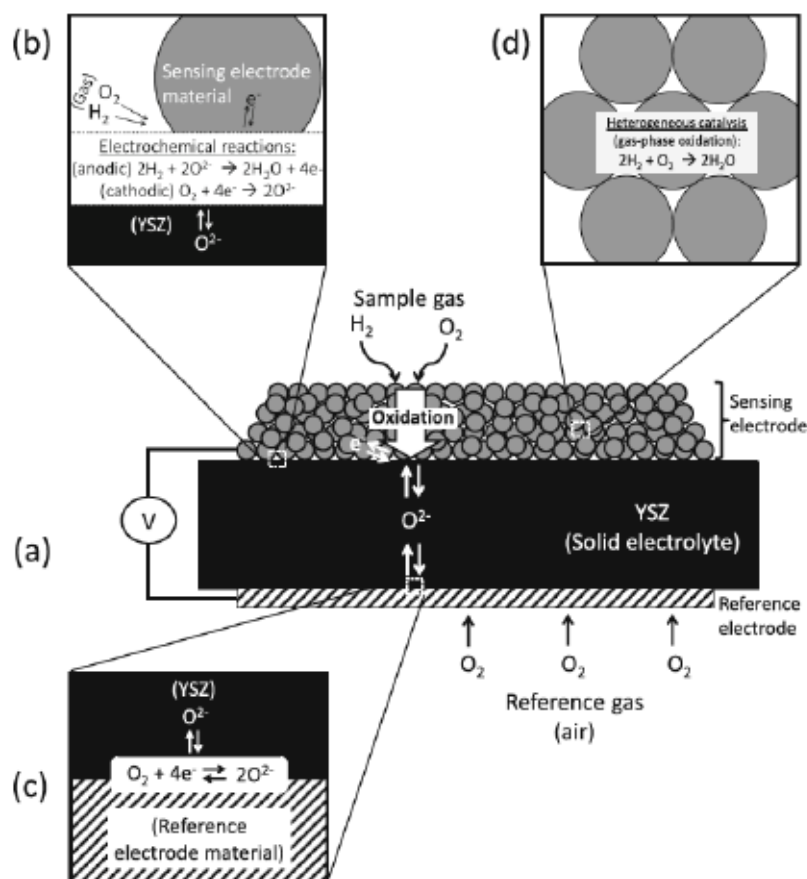 (b)
Sensing electrode
material
(Gas)
O₂
H₂
e⁻
Electrochemical reactions:
(anodic) 2H₂ + 2O²⁻ → 2H₂O + 4e-
(cathodic) O₂ + 4e⁻ → 2O²⁻
(YSZ)
O²⁻
(d)
Heterogeneous catalysis
(gas-phase oxidation):
2H₂ + O₂ → 2H₂O
Sample gas
H₂ O₂
Oxidation
e⁻
Sensing
electrode
V
(a)
O²⁻
YSZ
(Solid electrolyte)
Reference
electrode
O₂ O₂ O₂
Reference gas
(air)
(c)
(YSZ)
O²⁻
O₂ + 4e⁻ ⇄ 2O²⁻
(Reference
electrode material)